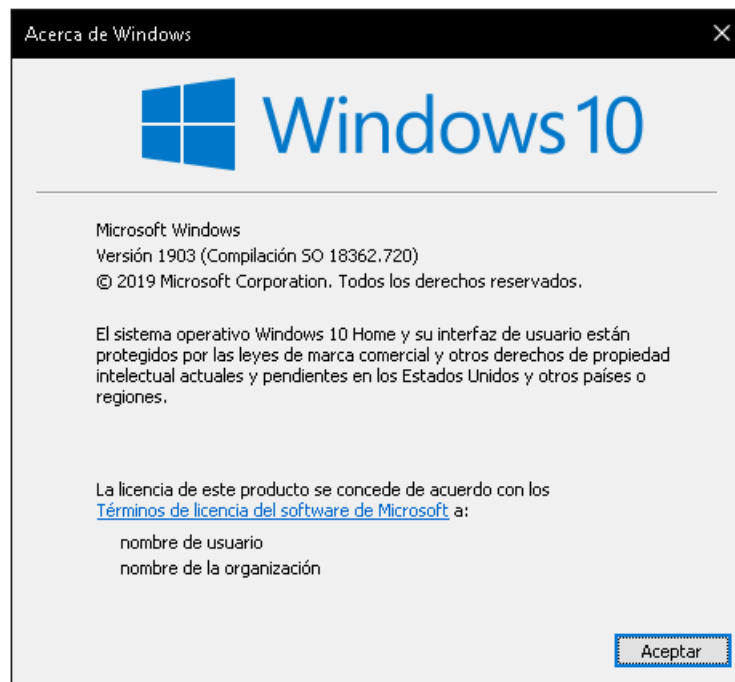 Acerca de Windows
Windows 10
Microsoft Windows
Versión 1903 (Compilación SO 18362.720)
© 2019 Microsoft Corporation. Todos los derechos reservados.
El sistema operativo Windows 10 Home y su interfaz de usuario están
protegidos por las leyes de marca comercial y otros derechos de propiedad
intelectual actuales y pendientes en los Estados Unidos y otros países o
regiones.
La licencia de este producto se concede de acuerdo con los
Términos de licencia del software de Microsoft a:
nombre de usuario
nombre de la organización
Aceptar